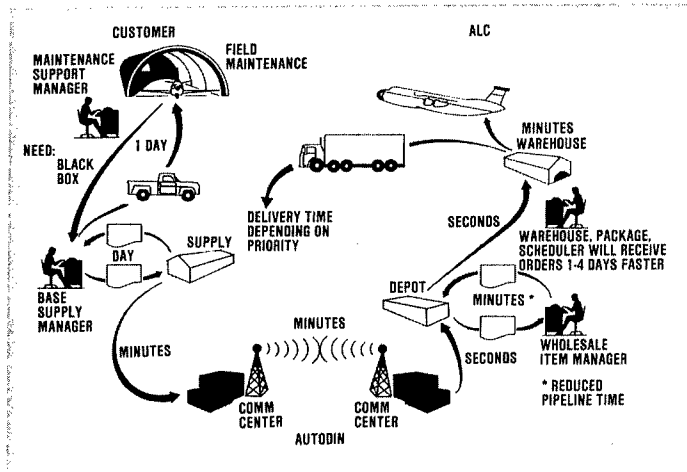 CUSTOMER
ALC
MAINTENANCE
SUPPORT
MANAGER
FIELD
MAINTENANCE
NEED:
BLACK
BOX
1 DAY
MINUTES
WAREHOUSE
DELIVERY TIME
DEPENDING ON
PRIORITY
SECONDS
WAREHOUSE, PACKAGE,
SCHEDULER WILL RECEIVE
ORDERS 1-4 DAYS FASTER
DAY
SUPPLY
BASE
SUPPLY
MANAGER
DEPOT
MINUTES *
WHOLESALE
ITEM MANAGER
* REDUCED
PIPELINE TIME
MINUTES
MINUTES
SECONDS
COMM
CENTER
COMM
CENTER
AUTODIN